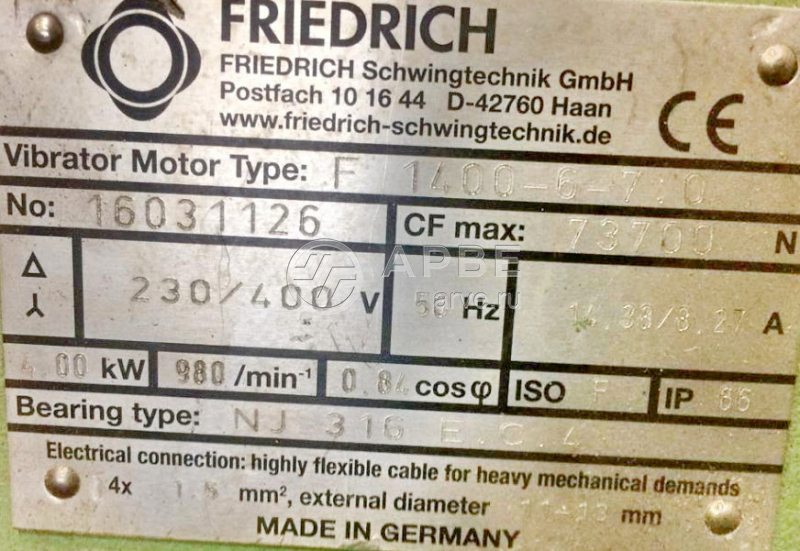 FRIEDRICH
FRIEDRICH Schwingtechnik GmbH
Postfach 10 16 44 D-42760 Haan
www.friedrich-schwingtechnik.de
CE
Vibrator Motor Type: F 1400-6-7.0
No: 16031126 CF max: 73700 N
АРВЕ
arve.ru
Δ 230/400 V 50 Hz 14.33/8.27 A
4.00 kW 980 /min⁻¹ 0.84 cosφ ISO F IP 66
Bearing type: NJ 316 E.C.4
Electrical connection: highly flexible cable for heavy mechanical demands
4x 1.5 mm², external diameter 11-13 mm
MADE IN GERMANY